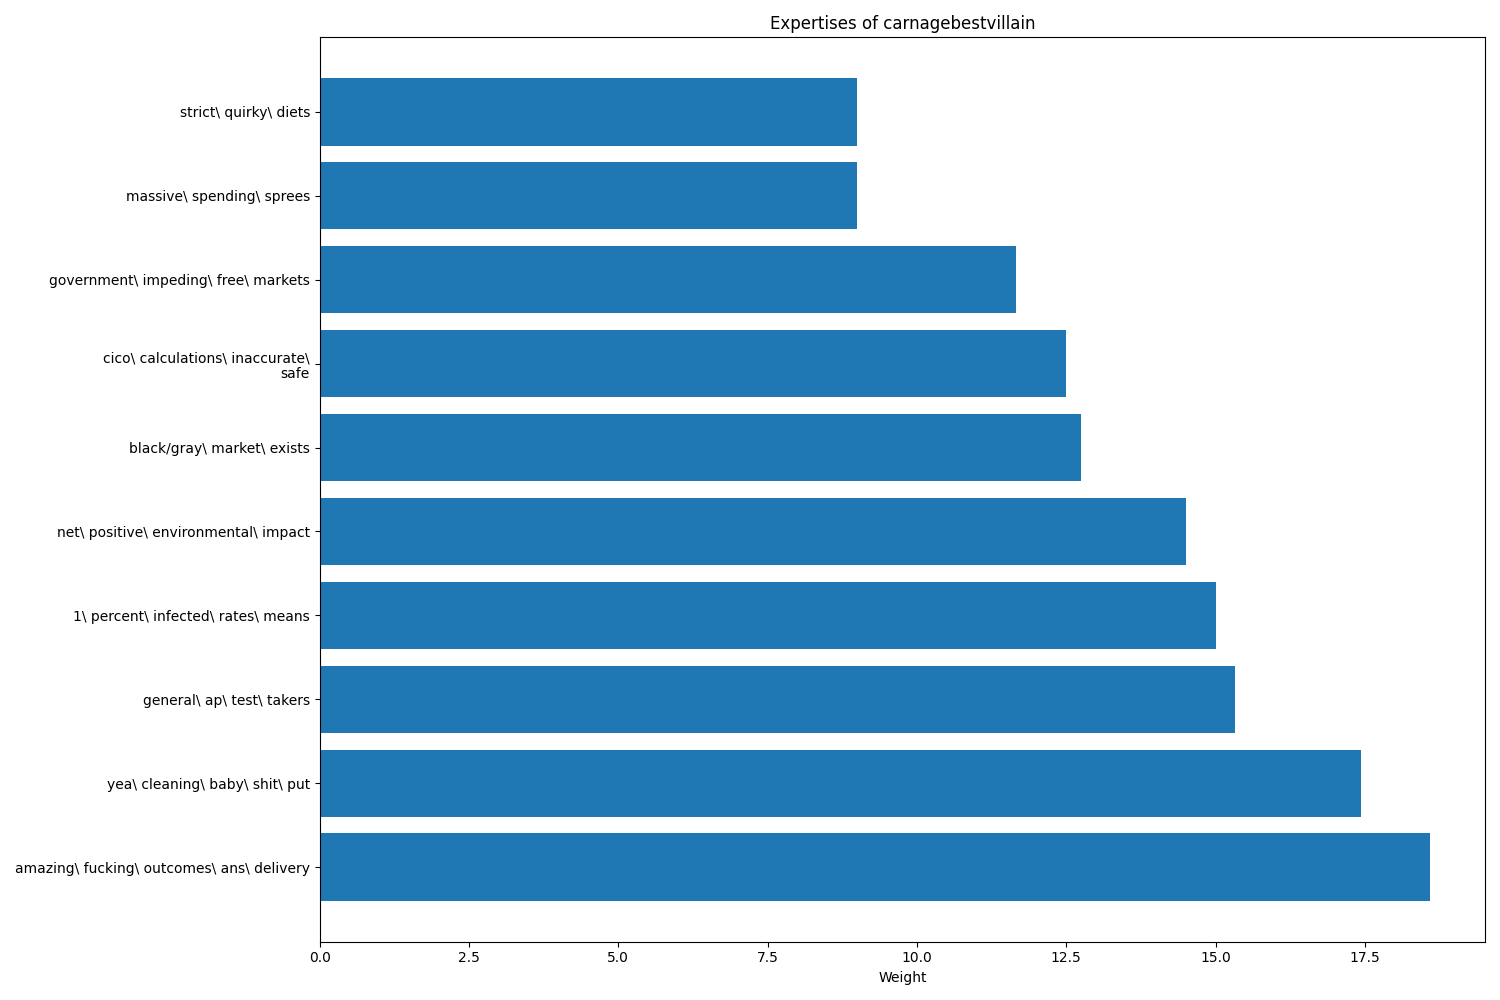 Expertises of carnagebestvillain
strict\ quirky\ diets
massive\ spending\ sprees
government\ impeding\ free\ markets
cico\ calculations\ inaccurate\
safe
black/gray\ market\ exists
net\ positive\ environmental\ impact
1\ percent\ infected\ rates\ means
general\ ap\ test\ takers
yea\ cleaning\ baby\ shit\ put
amazing\ fucking\ outcomes\ ans\ delivery
0.0 2.5 5.0 7.5 10.0 12.5 15.0 17.5
Weight